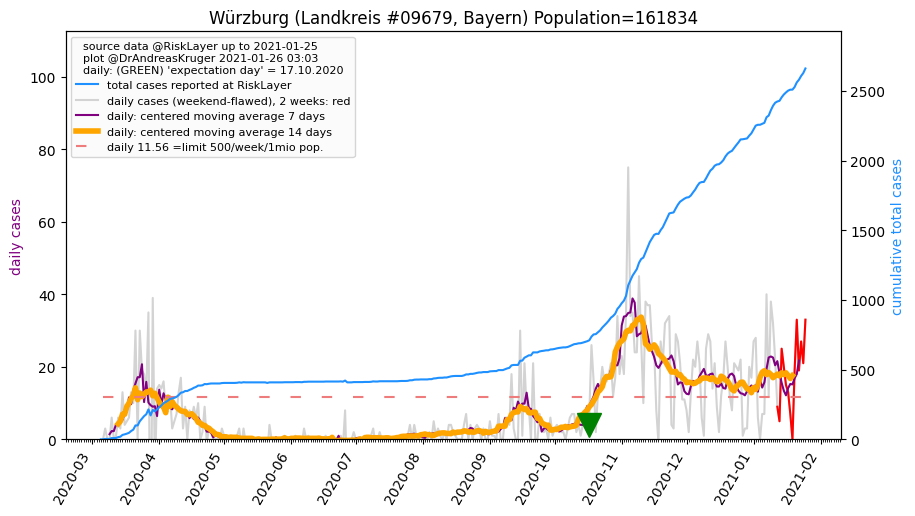 Würzburg (Landkreis #09679, Bayern) Population=161834
source data @RiskLayer up to 2021-01-25
plot @DrAndreasKruger 2021-01-26 03:03
daily: (GREEN) 'expectation day' = 17.10.2020
total cases reported at RiskLayer
daily cases (weekend-flawed), 2 weeks: red
daily: centered moving average 7 days
daily: centered moving average 14 days
daily 11.56 =limit 500/week/1mio pop.
daily cases
100
80
60
40
20
0
cumulative total cases
2500
2000
1500
1000
500
0
2020-03
2020-04
2020-05
2020-06
2020-07
2020-08
2020-09
2020-10
2020-11
2020-12
2021-01
2021-02